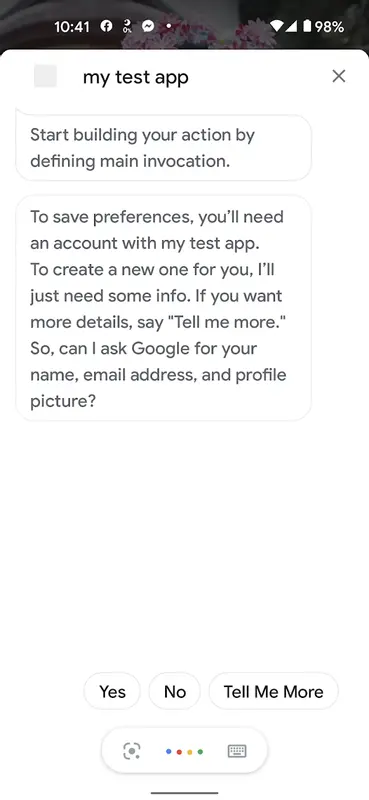 10:41 98%
my test app
Start building your action by
defining main invocation.
To save preferences, you’ll need
an account with my test app.
To create a new one for you, I’ll
just need some info. If you want
more details, say "Tell me more."
So, can I ask Google for your
name, email address, and profile
picture?
Yes No Tell Me More